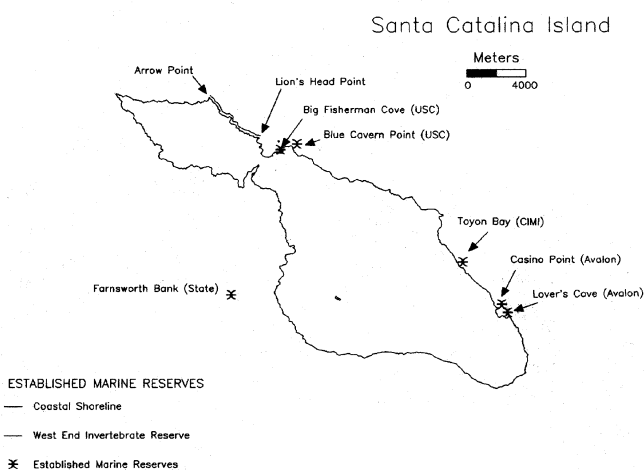 Santa Catalina Island
Meters
0 4000
Arrow Point
Lion's Head Point
Big Fisherman Cove (USC)
Blue Cavern Point (USC)
Toyon Bay (CIMI)
Casino Point (Avalon)
Lover's Cave (Avalon)
Farnsworth Bank (State)
ESTABLISHED MARINE RESERVES
Coastal Shoreline
West End Invertebrate Reserve
Established Marine Reserves